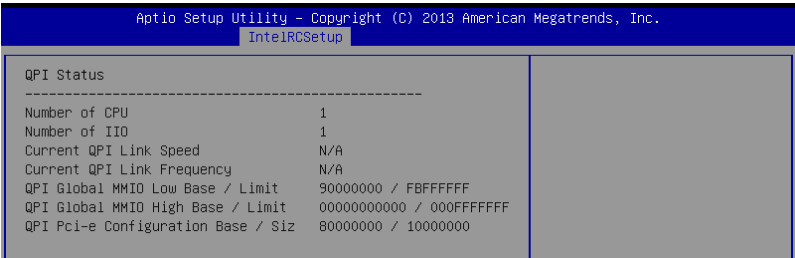 Aptio Setup Utility – Copyright (C) 2013 American Megatrends, Inc.
IntelRCSetup
QPI Status
--------------------------------------------------
Number of CPU 1
Number of IIO 1
Current QPI Link Speed N/A
Current QPI Link Frequency N/A
QPI Global MMIO Low Base / Limit 90000000 / FBFFFFFF
QPI Global MMIO High Base / Limit 00000000000 / 000FFFFFFF
QPI Pci-e Configuration Base / Siz 80000000 / 10000000